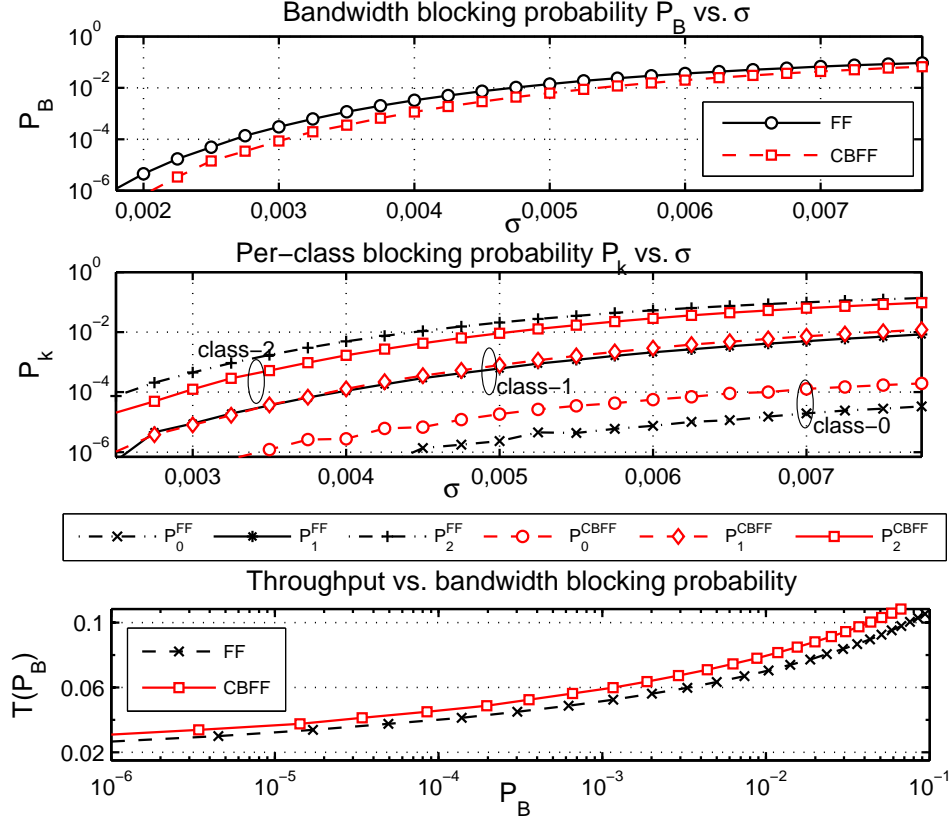 Bandwidth blocking probability P_B vs. σ
P_B
10^0
10^−2
10^−4
10^−6
FF
CBFF
0,002 0,003 0,004 0,005 0,006 0,007
σ
Per−class blocking probability P_k vs. σ
P_k
10^0
10^−2
10^−4
10^−6
class−2
class−1
class−0
0,003 0,004 0,005 0,006 0,007
σ
P_0^FF P_1^FF P_2^FF P_0^CBFF P_1^CBFF P_2^CBFF
Throughput vs. bandwidth blocking probability
T(P_B)
0.1
0.06
0.02
FF
CBFF
10^−6 10^−5 10^−4 10^−3 10^−2 10^−1
P_B